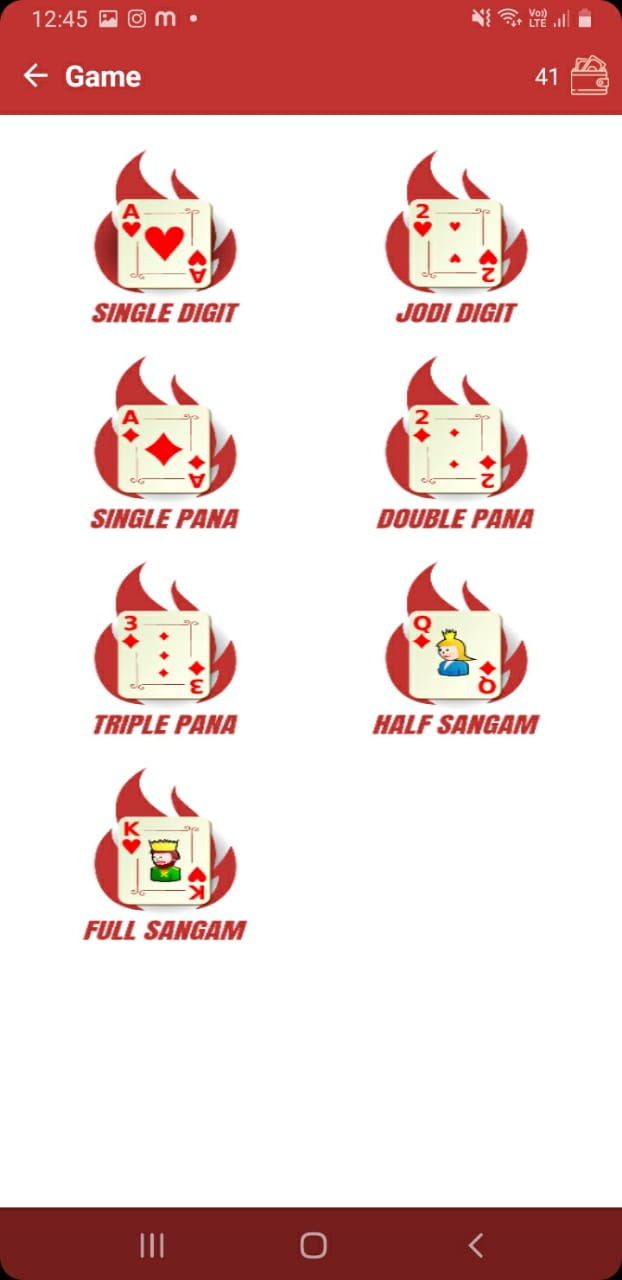 12:45 m Vo) LTE
Game 41
A A 2 2
SINGLE DIGIT JODI DIGIT
A A 2 2
SINGLE PANA DOUBLE PANA
3 3 Q Q
TRIPLE PANA HALF SANGAM
K K
FULL SANGAM